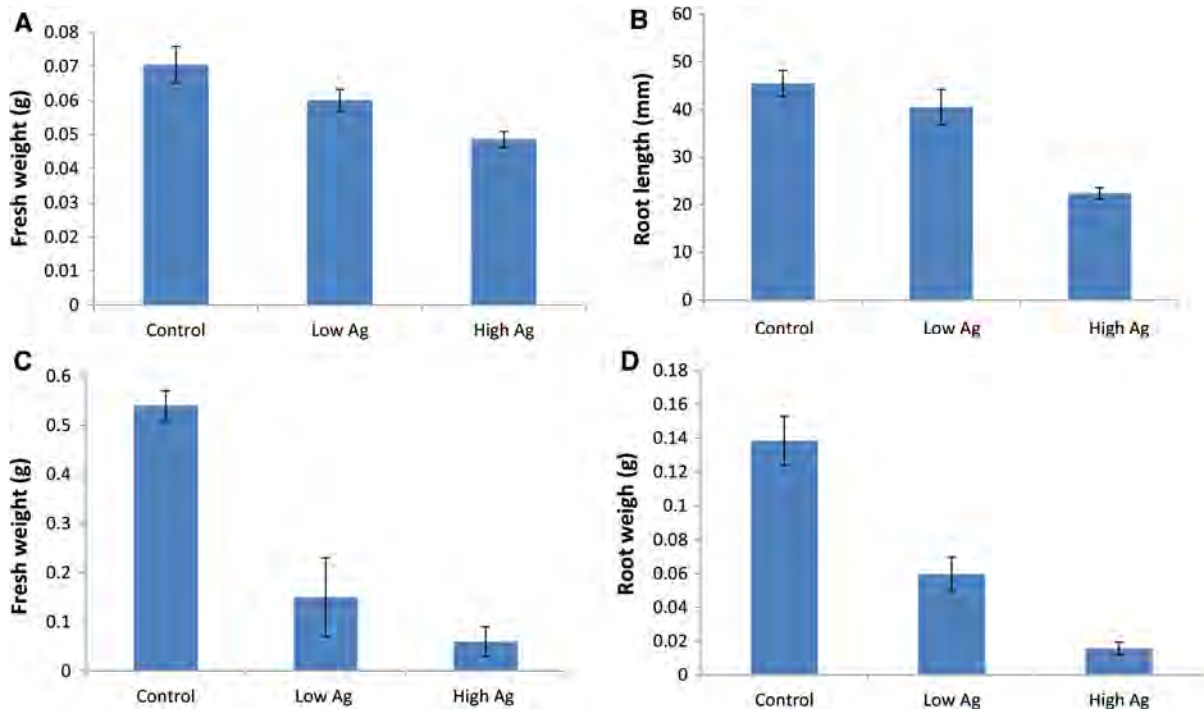 A
Fresh weight (g)
0.08
0.07
0.06
0.05
0.04
0.03
0.02
0.01
0
Control Low Ag High Ag
B
Root length (mm)
60
50
40
30
20
10
0
Control Low Ag High Ag
C
Fresh weight (g)
0.6
0.5
0.4
0.3
0.2
0.1
0
Control Low Ag High Ag
D
Root weigh (g)
0.18
0.16
0.14
0.12
0.1
0.08
0.06
0.04
0.02
0
Control Low Ag High Ag